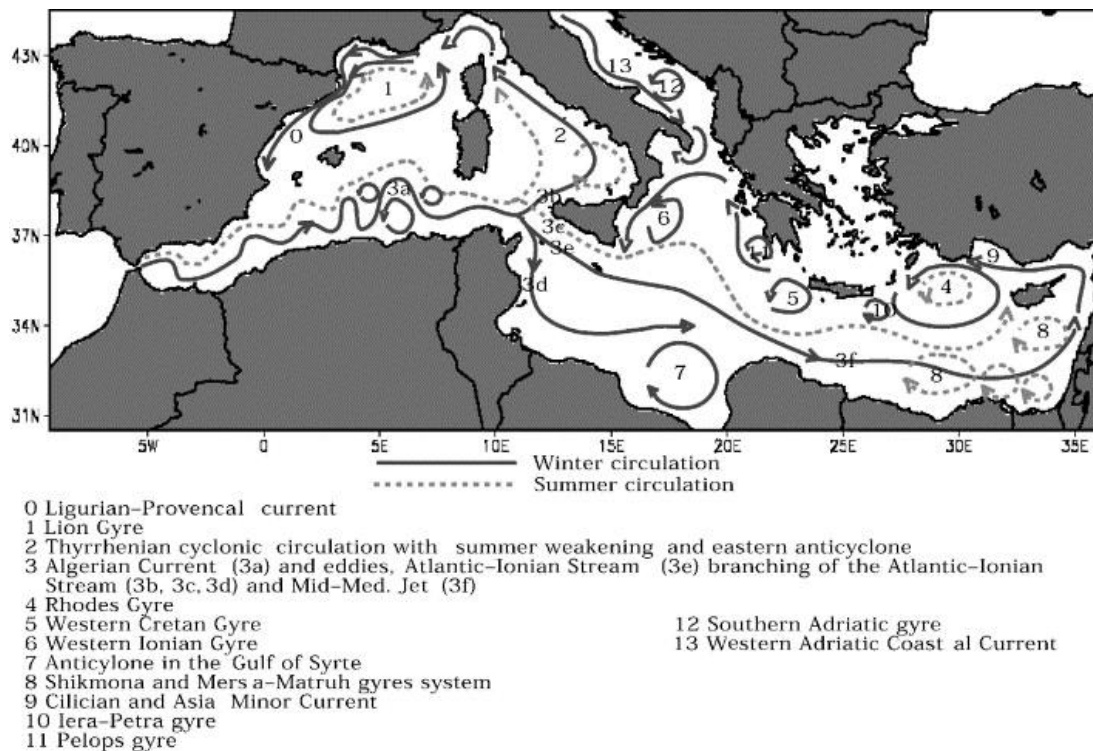 43N
40N
37N
34N
31N
13
12
1
0
2
3a
3b
3c
3e
3d
6
11
9
5
4
10
8
7
3f
8
5W
0
5E
10E
15E
20E
25E
30E
35E
Winter circulation
Summer circulation
0 Ligurian-Provencal current
1 Lion Gyre
2 Thyrrhenian cyclonic circulation with summer weakening and eastern anticyclone
3 Algerian Current (3a) and eddies, Atlantic-Ionian Stream (3e) branching of the Atlantic-Ionian
Stream (3b, 3c, 3d) and Mid-Med. Jet (3f)
4 Rhodes Gyre
5 Western Cretan Gyre
6 Western Ionian Gyre
7 Anticylone in the Gulf of Syrte
8 Shikmona and Mers a-Matruh gyres system
9 Cilician and Asia Minor Current
10 Iera-Petra gyre
11 Pelops gyre
12 Southern Adriatic gyre
13 Western Adriatic Coast al Current